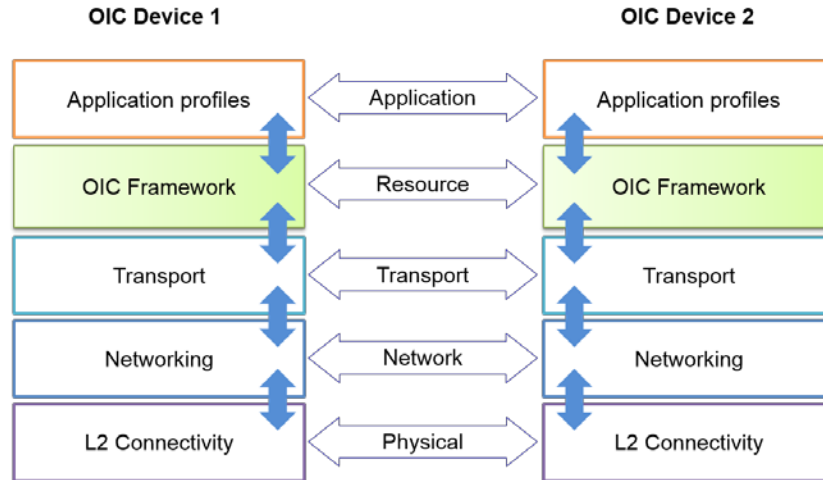 OIC Device 1
OIC Device 2
Application profiles
Application
Application profiles
OIC Framework
Resource
OIC Framework
Transport
Transport
Transport
Networking
Network
Networking
L2 Connectivity
Physical
L2 Connectivity